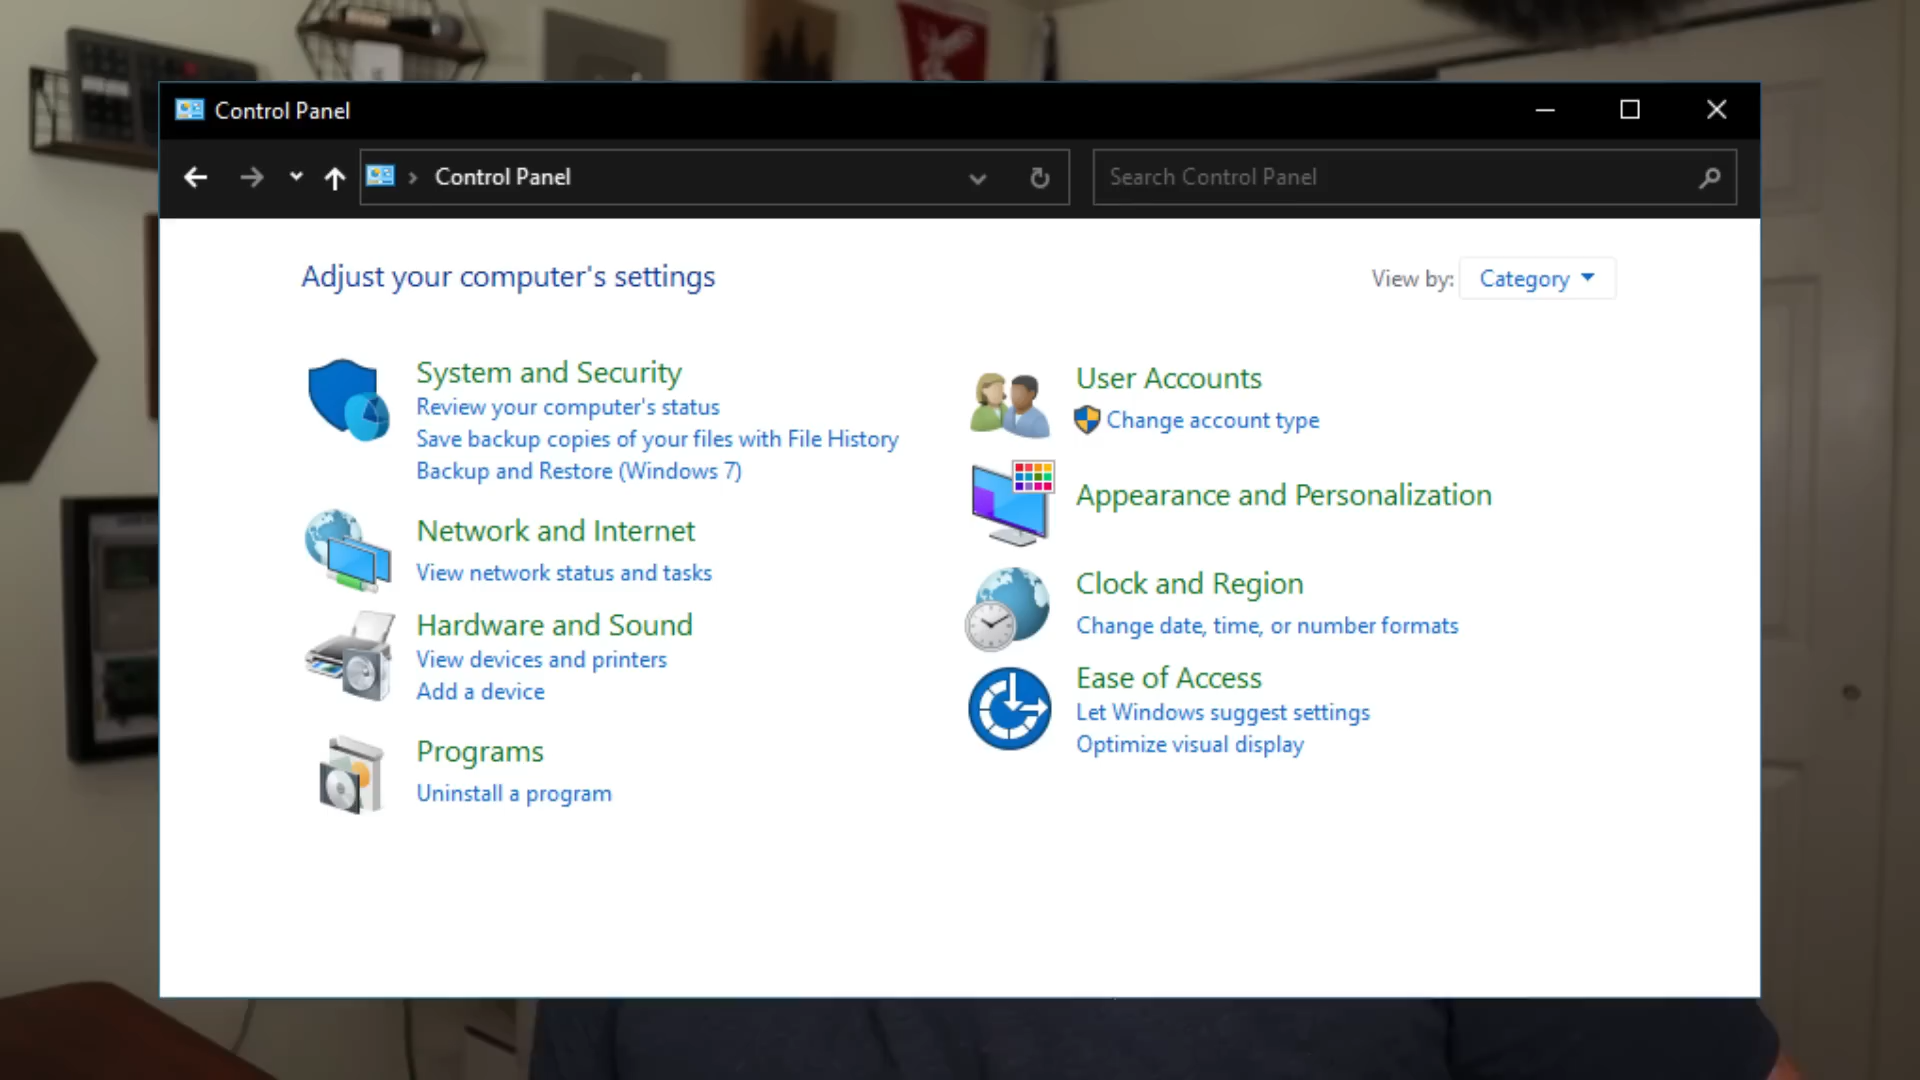 Control Panel
Control Panel
Search Control Panel
Adjust your computer's settings
View by: Category
System and Security
Review your computer's status
Save backup copies of your files with File History
Backup and Restore (Windows 7)
Network and Internet
View network status and tasks
Hardware and Sound
View devices and printers
Add a device
Programs
Uninstall a program
User Accounts
Change account type
Appearance and Personalization
Clock and Region
Change date, time, or number formats
Ease of Access
Let Windows suggest settings
Optimize visual display